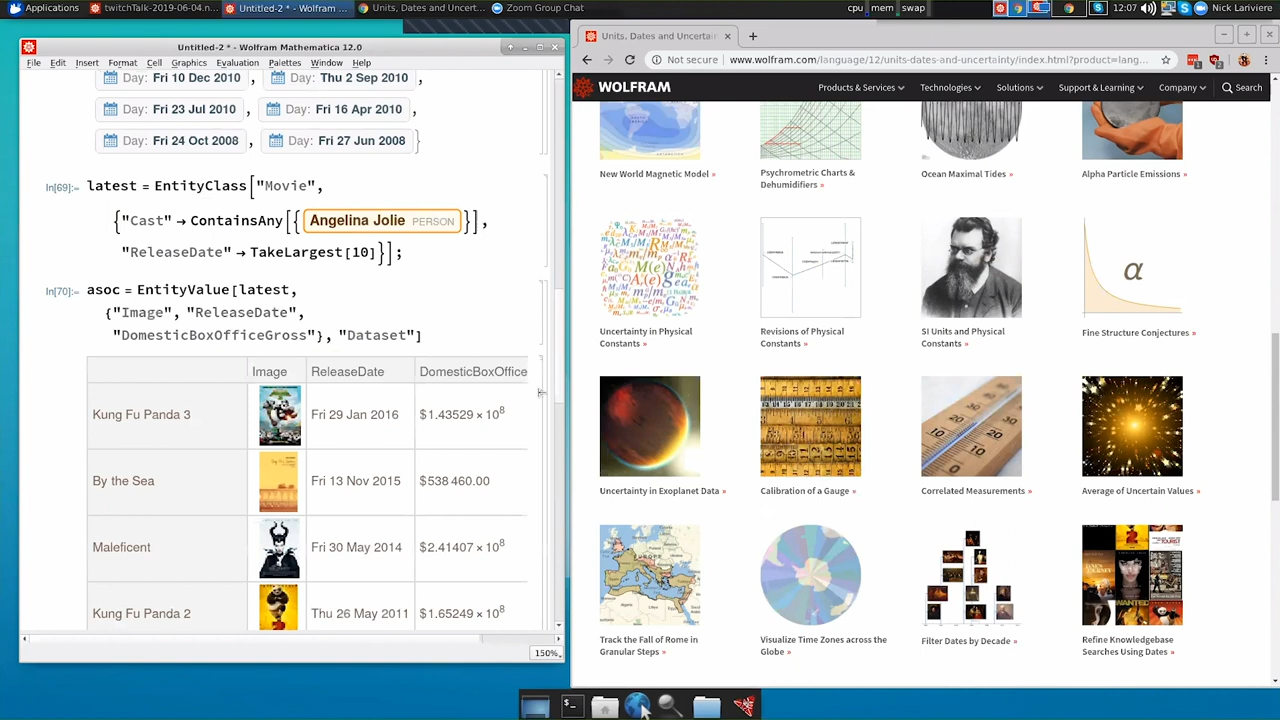 Applications
twitchTalk-2019-06-04.n...
Untitled-2 * - Wolfram ...
Units, Dates and Uncert...
Zoom Group Chat
cpu mem swap
12:07
Nick Lariviere
Untitled-2 * - Wolfram Mathematica 12.0
File Edit Insert Format Cell Graphics Evaluation Palettes Window Help
Day: Fri 10 Dec 2010 , Day: Thu 2 Sep 2010 ,
Day: Fri 23 Jul 2010 , Day: Fri 16 Apr 2010 ,
Day: Fri 24 Oct 2008 , Day: Fri 27 Jun 2008 }
In[69]:= latest = EntityClass["Movie",
{"Cast" → ContainsAny[{ Angelina Jolie PERSON }],
"ReleaseDate" → TakeLargest[10]}];
In[70]:= asoc = EntityValue[latest,
{"Image", "ReleaseDate",
"DomesticBoxOfficeGross"}, "Dataset"]
Image ReleaseDate DomesticBoxOffice
Kung Fu Panda 3 Fri 29 Jan 2016 $1.43529 × 10⁸
By the Sea Fri 13 Nov 2015 $538 460.00
Maleficent Fri 30 May 2014 $2.41407 × 10⁸
Kung Fu Panda 2 Thu 26 May 2011 $1.65249 × 10⁸
150%
Units, Dates and Uncertain
Not secure www.wolfram.com/language/12/units-dates-and-uncertainty/index.html?product=lang...
WOLFRAM
Products & Services Technologies Solutions Support & Learning Company Search
New World Magnetic Model »
Psychrometric Charts &
Dehumidifiers »
Ocean Maximal Tides »
Alpha Particle Emissions »
α
Uncertainty in Physical
Constants »
Revisions of Physical
Constants »
SI Units and Physical
Constants »
Fine Structure Conjectures »
Uncertainty in Exoplanet Data »
Calibration of a Gauge »
Correlated Measurements »
Average of Uncertain Values »
WANTED
Track the Fall of Rome in
Granular Steps »
Visualize Time Zones across the
Globe »
Filter Dates by Decade »
Refine Knowledgebase
Searches Using Dates »